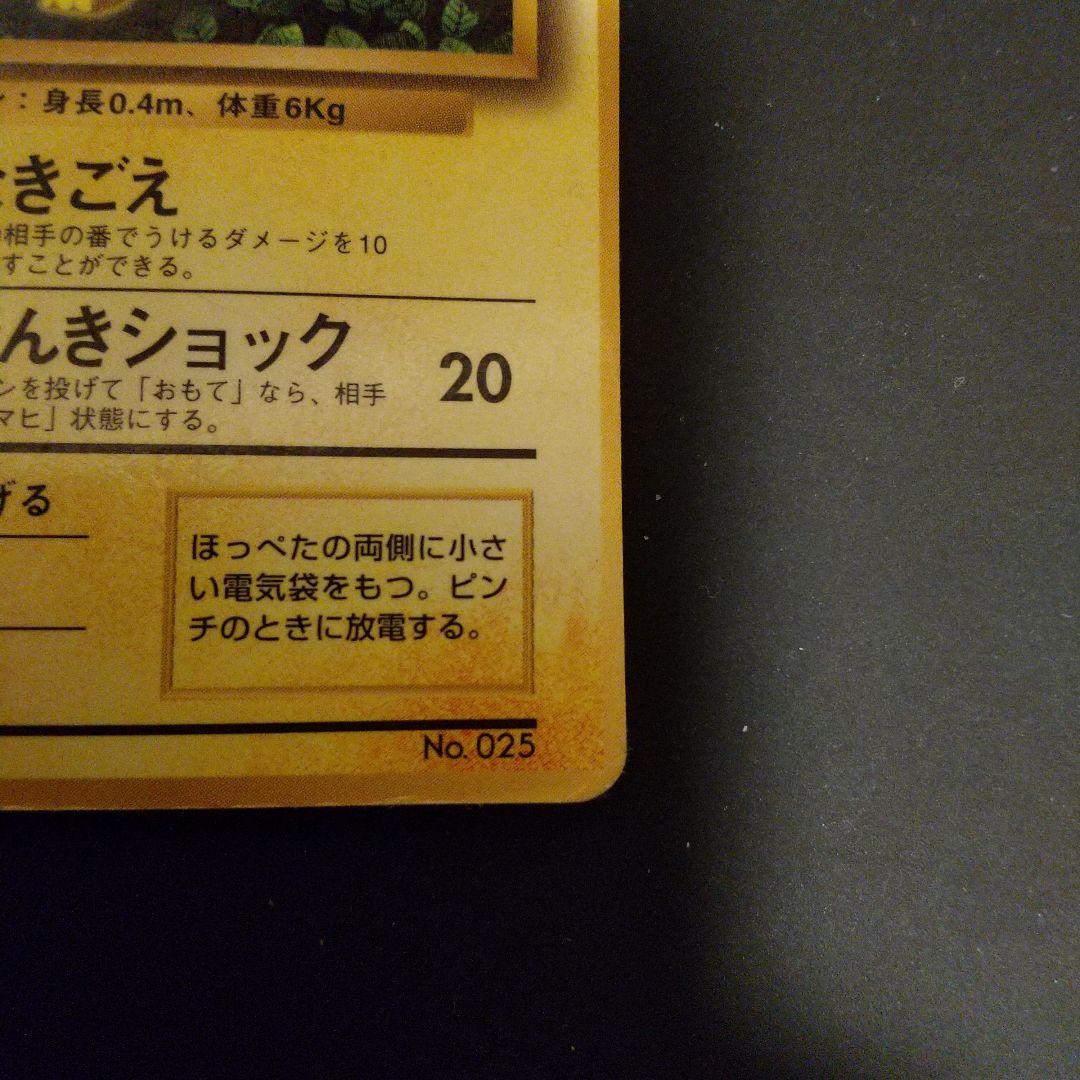 ：身長0.4m、体重6Kg
きごえ
相手の番でうけるダメージを10
すことができる。
んきショック
20
ンを投げて「おもて」なら、相手
マヒ」状態にする。
げる
ほっぺたの両側に小さ
い電気袋をもつ。ピン
チのときに放電する。
No. 025